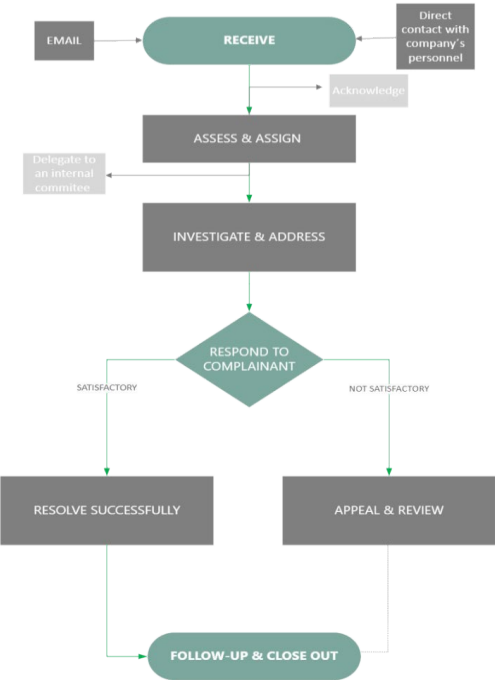 Direct
contact with
company's
personnel
EMAIL
RECEIVE
Acknowledge
ASSESS & ASSIGN
Delegate to
an internal
commitee
INVESTIGATE & ADDRESS
RESPOND TO
COMPLAINANT
SATISFACTORY
NOT SATISFACTORY
RESOLVE SUCCESSFULLY
APPEAL & REVIEW
FOLLOW-UP & CLOSE OUT